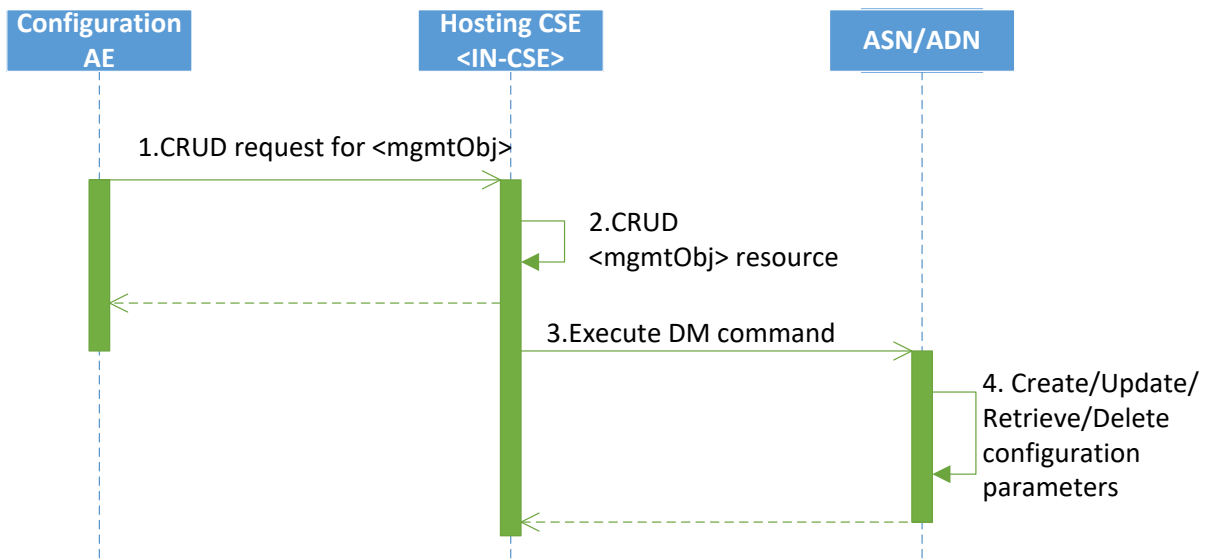 Configuration
AE
Hosting CSE
<IN-CSE>
ASN/ADN
1.CRUD request for <mgmtObj>
2.CRUD
<mgmtObj> resource
3.Execute DM command
4. Create/Update/
Retrieve/Delete
configuration
parameters